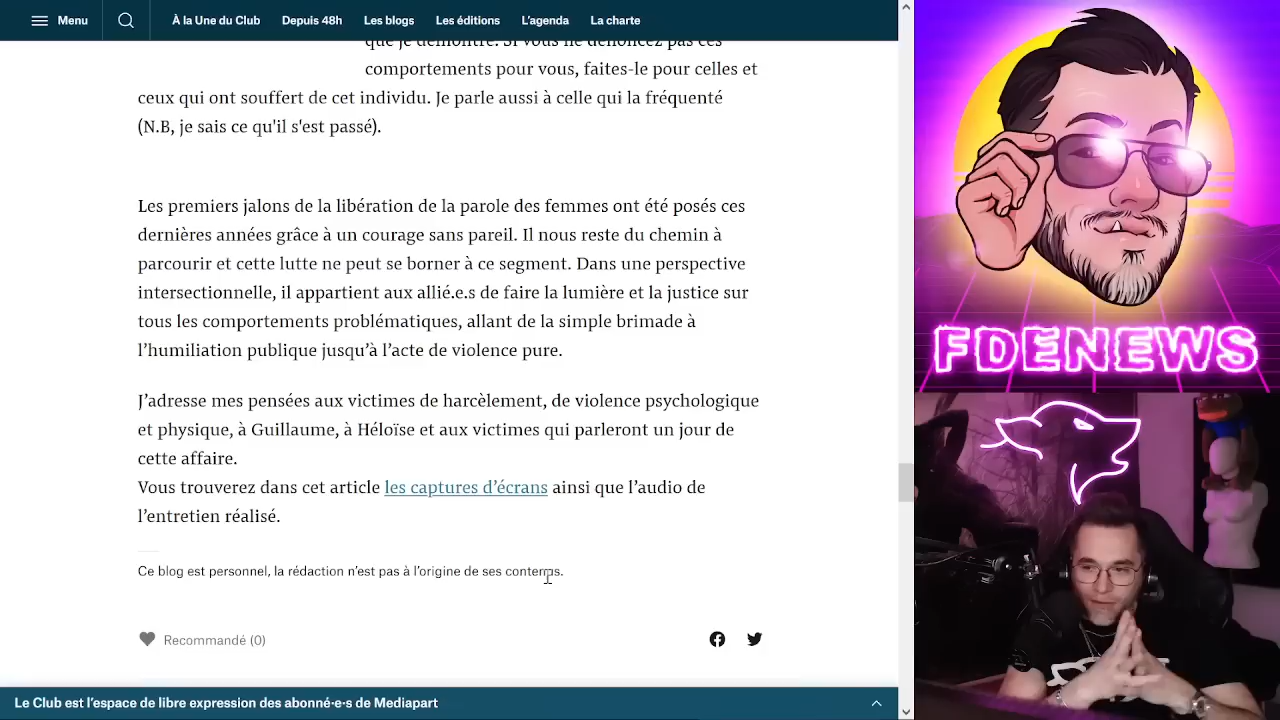 Menu
À la Une du Club
Depuis 48h
Les blogs
Les éditions
L'agenda
La charte
que je démontre. Si vous ne dénoncez pas ces
comportements pour vous, faites-le pour celles et
ceux qui ont souffert de cet individu. Je parle aussi à celle qui la fréquenté
(N.B, je sais ce qu'il s'est passé).
Les premiers jalons de la libération de la parole des femmes ont été posés ces
dernières années grâce à un courage sans pareil. Il nous reste du chemin à
parcourir et cette lutte ne peut se borner à ce segment. Dans une perspective
intersectionnelle, il appartient aux allié.e.s de faire la lumière et la justice sur
tous les comportements problématiques, allant de la simple brimade à
l’humiliation publique jusqu’à l’acte de violence pure.
J’adresse mes pensées aux victimes de harcèlement, de violence psychologique
et physique, à Guillaume, à Héloïse et aux victimes qui parleront un jour de
cette affaire.
Vous trouverez dans cet article les captures d’écrans ainsi que l’audio de
l’entretien réalisé.
Ce blog est personnel, la rédaction n’est pas à l’origine de ses contenus.
Recommandé (0)
Le Club est l’espace de libre expression des abonné·e·s de Mediapart
FDENEWS